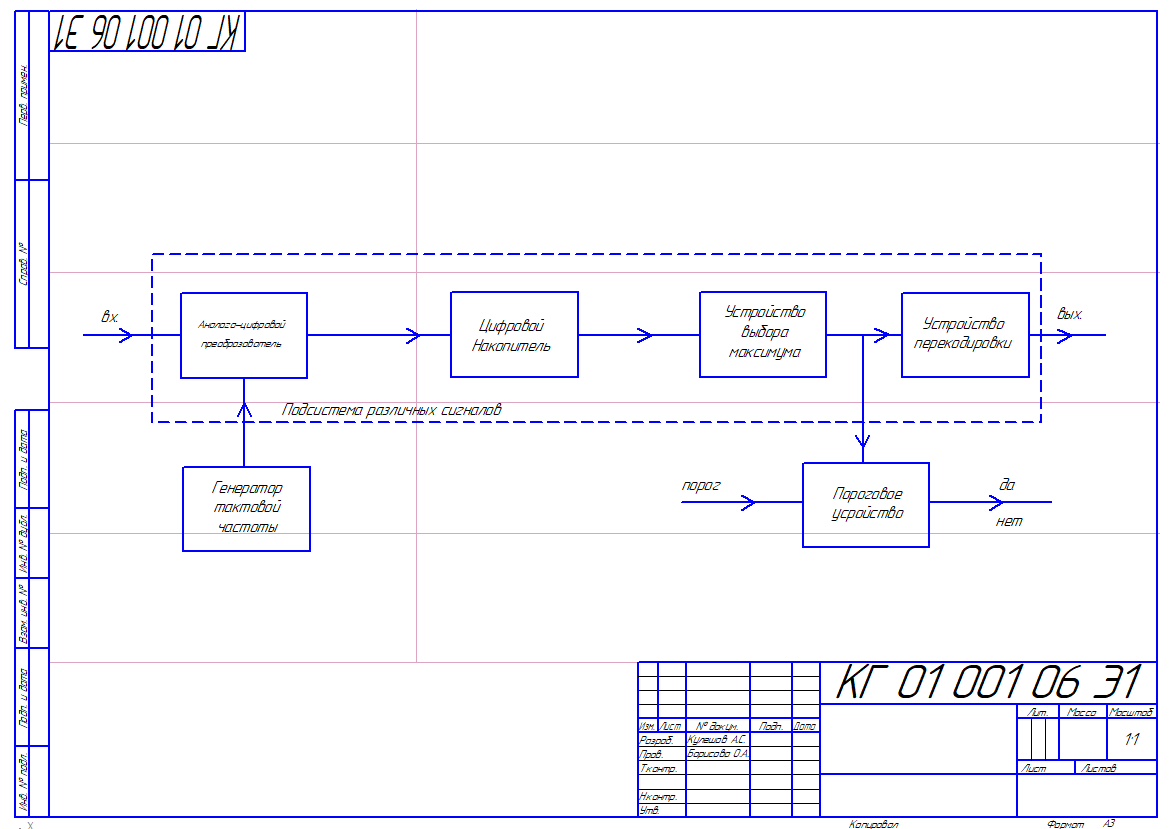 КГ 01 001 06 Э1
Перв. примен.
Справ. №
вх.
Аналого-цифровой
преобразователь
Цифровой
Накопитель
Устройство
выбора
максимума
Устройство
перекодировки
вых.
Подсистема различных сигналов
Генератор
тактовой
частоты
порог
Пороговое
усройство
да
нет
Подп. и дата
Инв. № дубл.
Взам. инв. №
Подп. и дата
Инв. № подл.
КГ 01 001 06 Э1
Изм. Лист № докум. Подп. Дата
Разраб. Кулешов А.С.
Пров. Борисова О.А.
Т.контр.
Н.контр.
Утв.
Лит. Масса Масштаб
1:1
Лист Листов
Копировал Формат А3
X